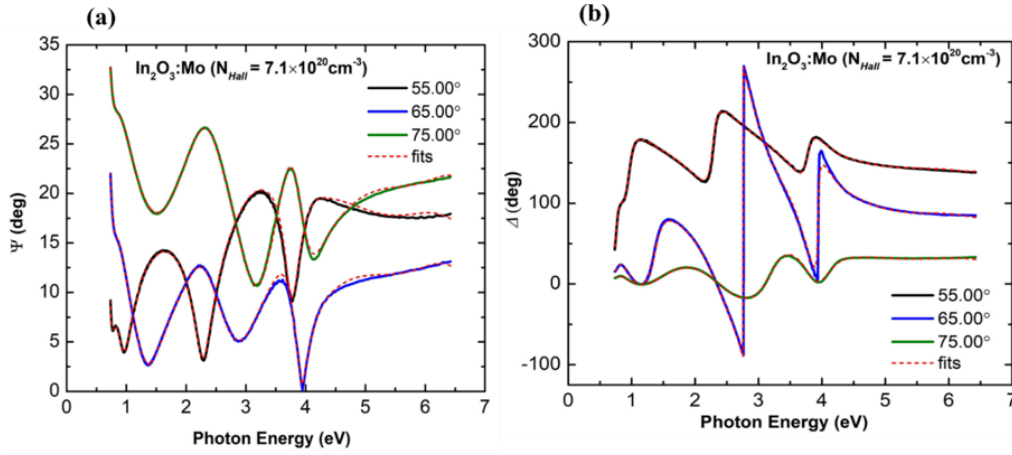 (a)
In₂O₃:Mo (N_Hall = 7.1×10²⁰cm⁻³)
55.00°
65.00°
75.00°
fits
Ψ (deg)
35
30
25
20
15
10
5
0
0 1 2 3 4 5 6 7
Photon Energy (eV)
(b)
In₂O₃:Mo (N_Hall = 7.1×10²⁰cm⁻³)
Δ (deg)
300
200
100
0
-100
55.00°
65.00°
75.00°
fits
0 1 2 3 4 5 6 7
Photon Energy (eV)